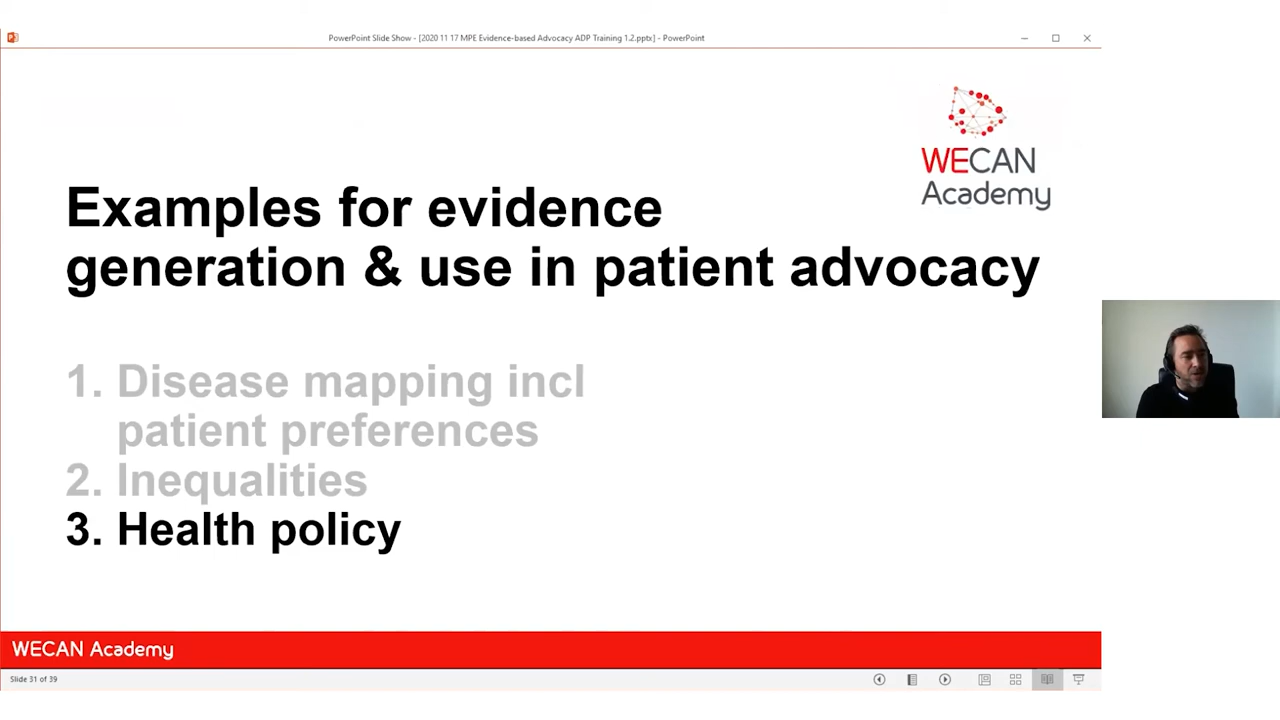 PowerPoint Slide Show - [2020 11 17 MPE Evidence-based Advocacy ADP Training 1.2.pptx] - PowerPoint
WECAN
Academy
Examples for evidence
generation & use in patient advocacy
1. Disease mapping incl
patient preferences
2. Inequalities
3. Health policy
WECAN Academy
Slide 31 of 39